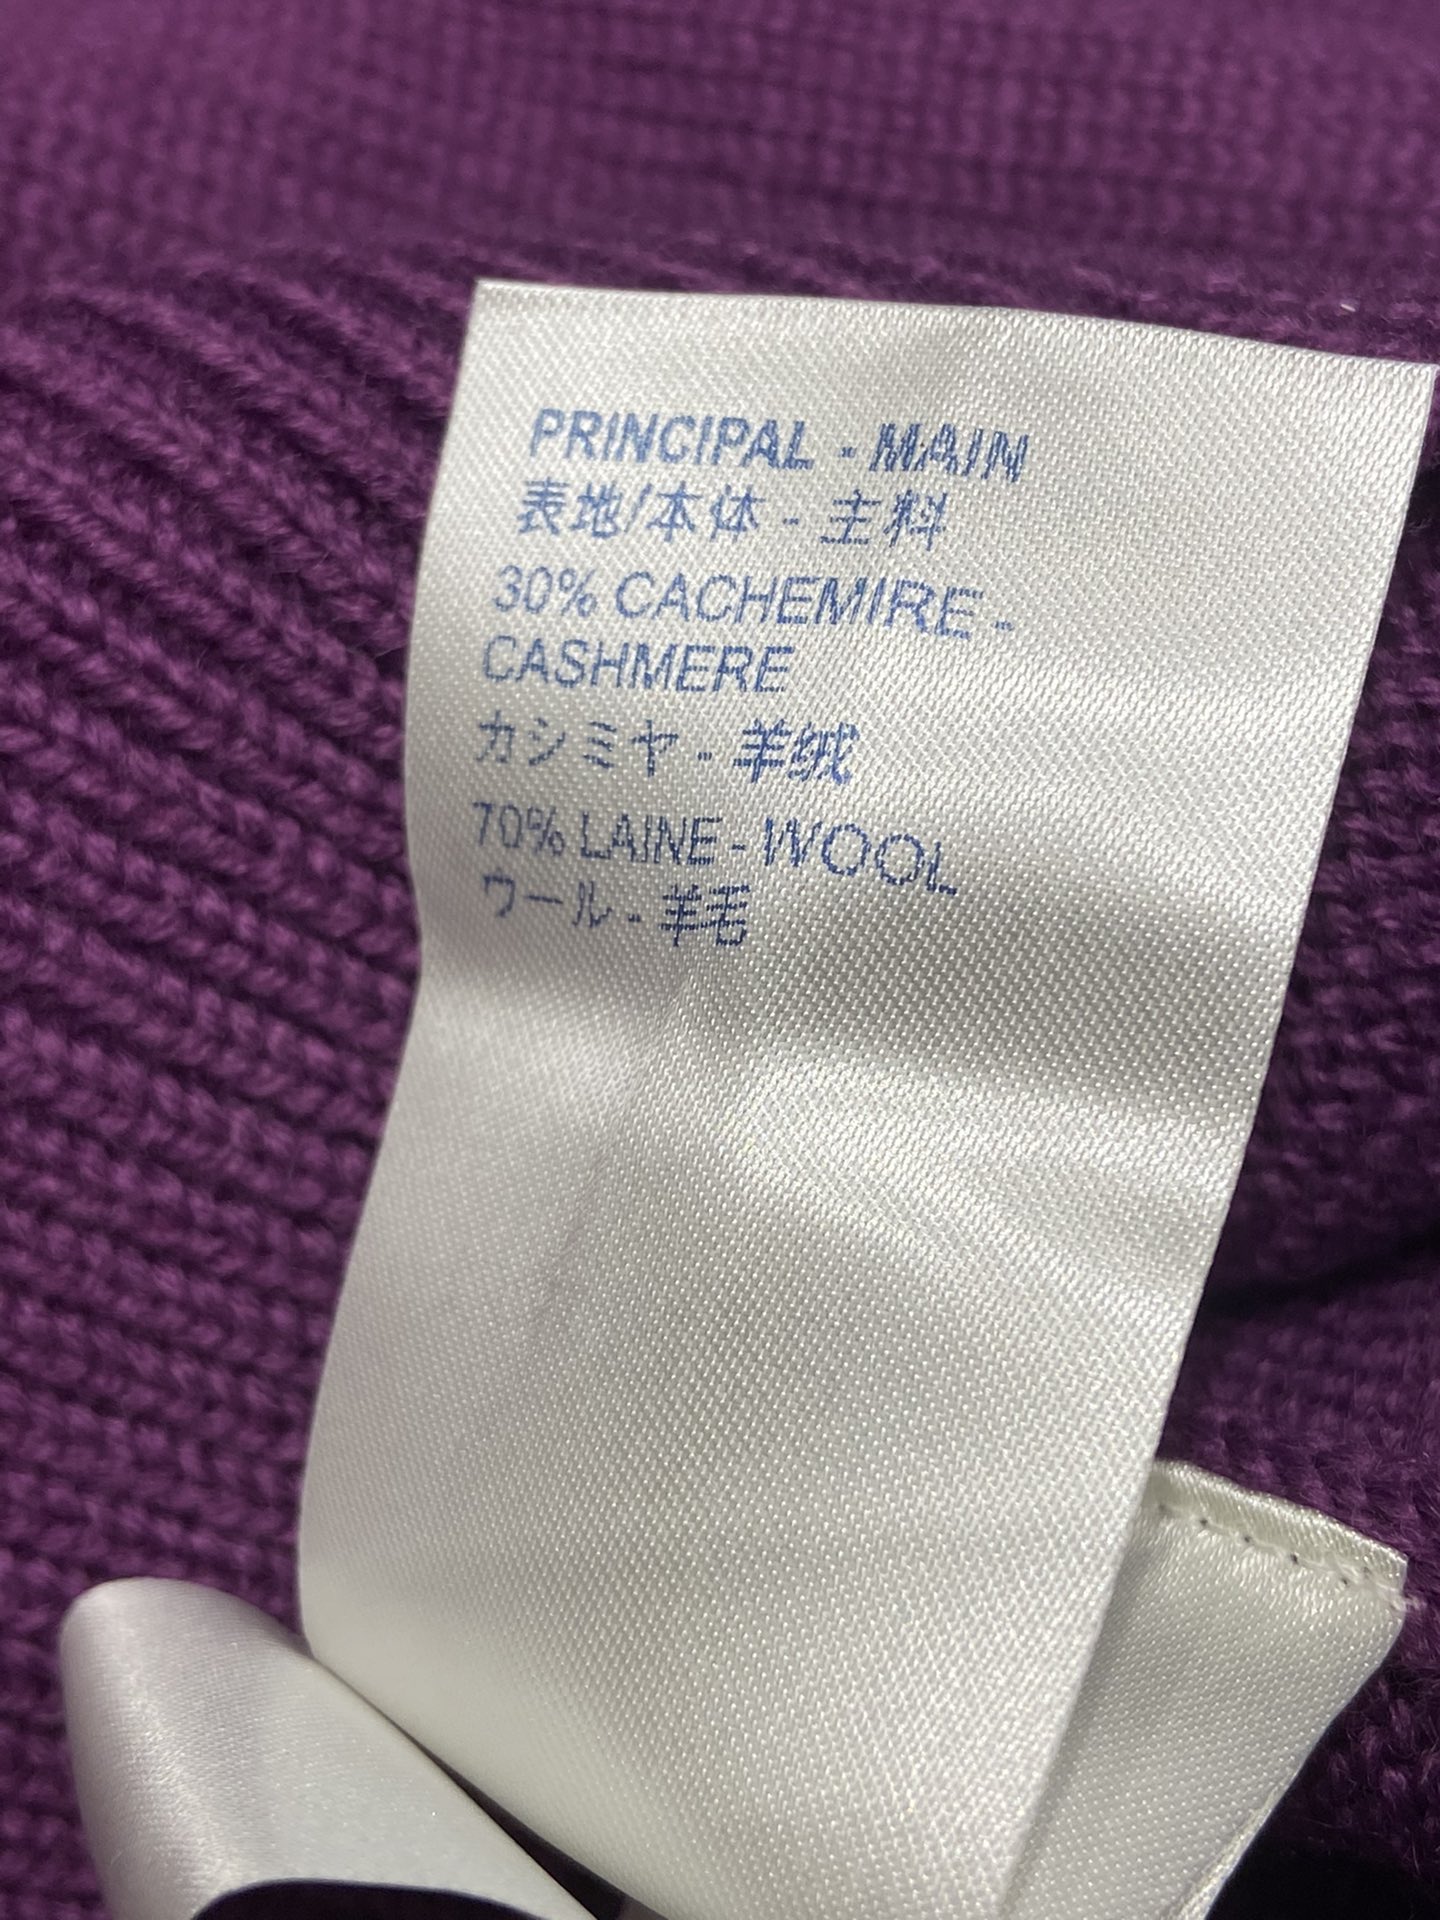 PRINCIPAL - MAIN
表地/本体 - 主料
30% CACHEMIRE -
CASHMERE
カシミヤ - 羊绒
70% LAINE - WOOL
ウール - 羊毛